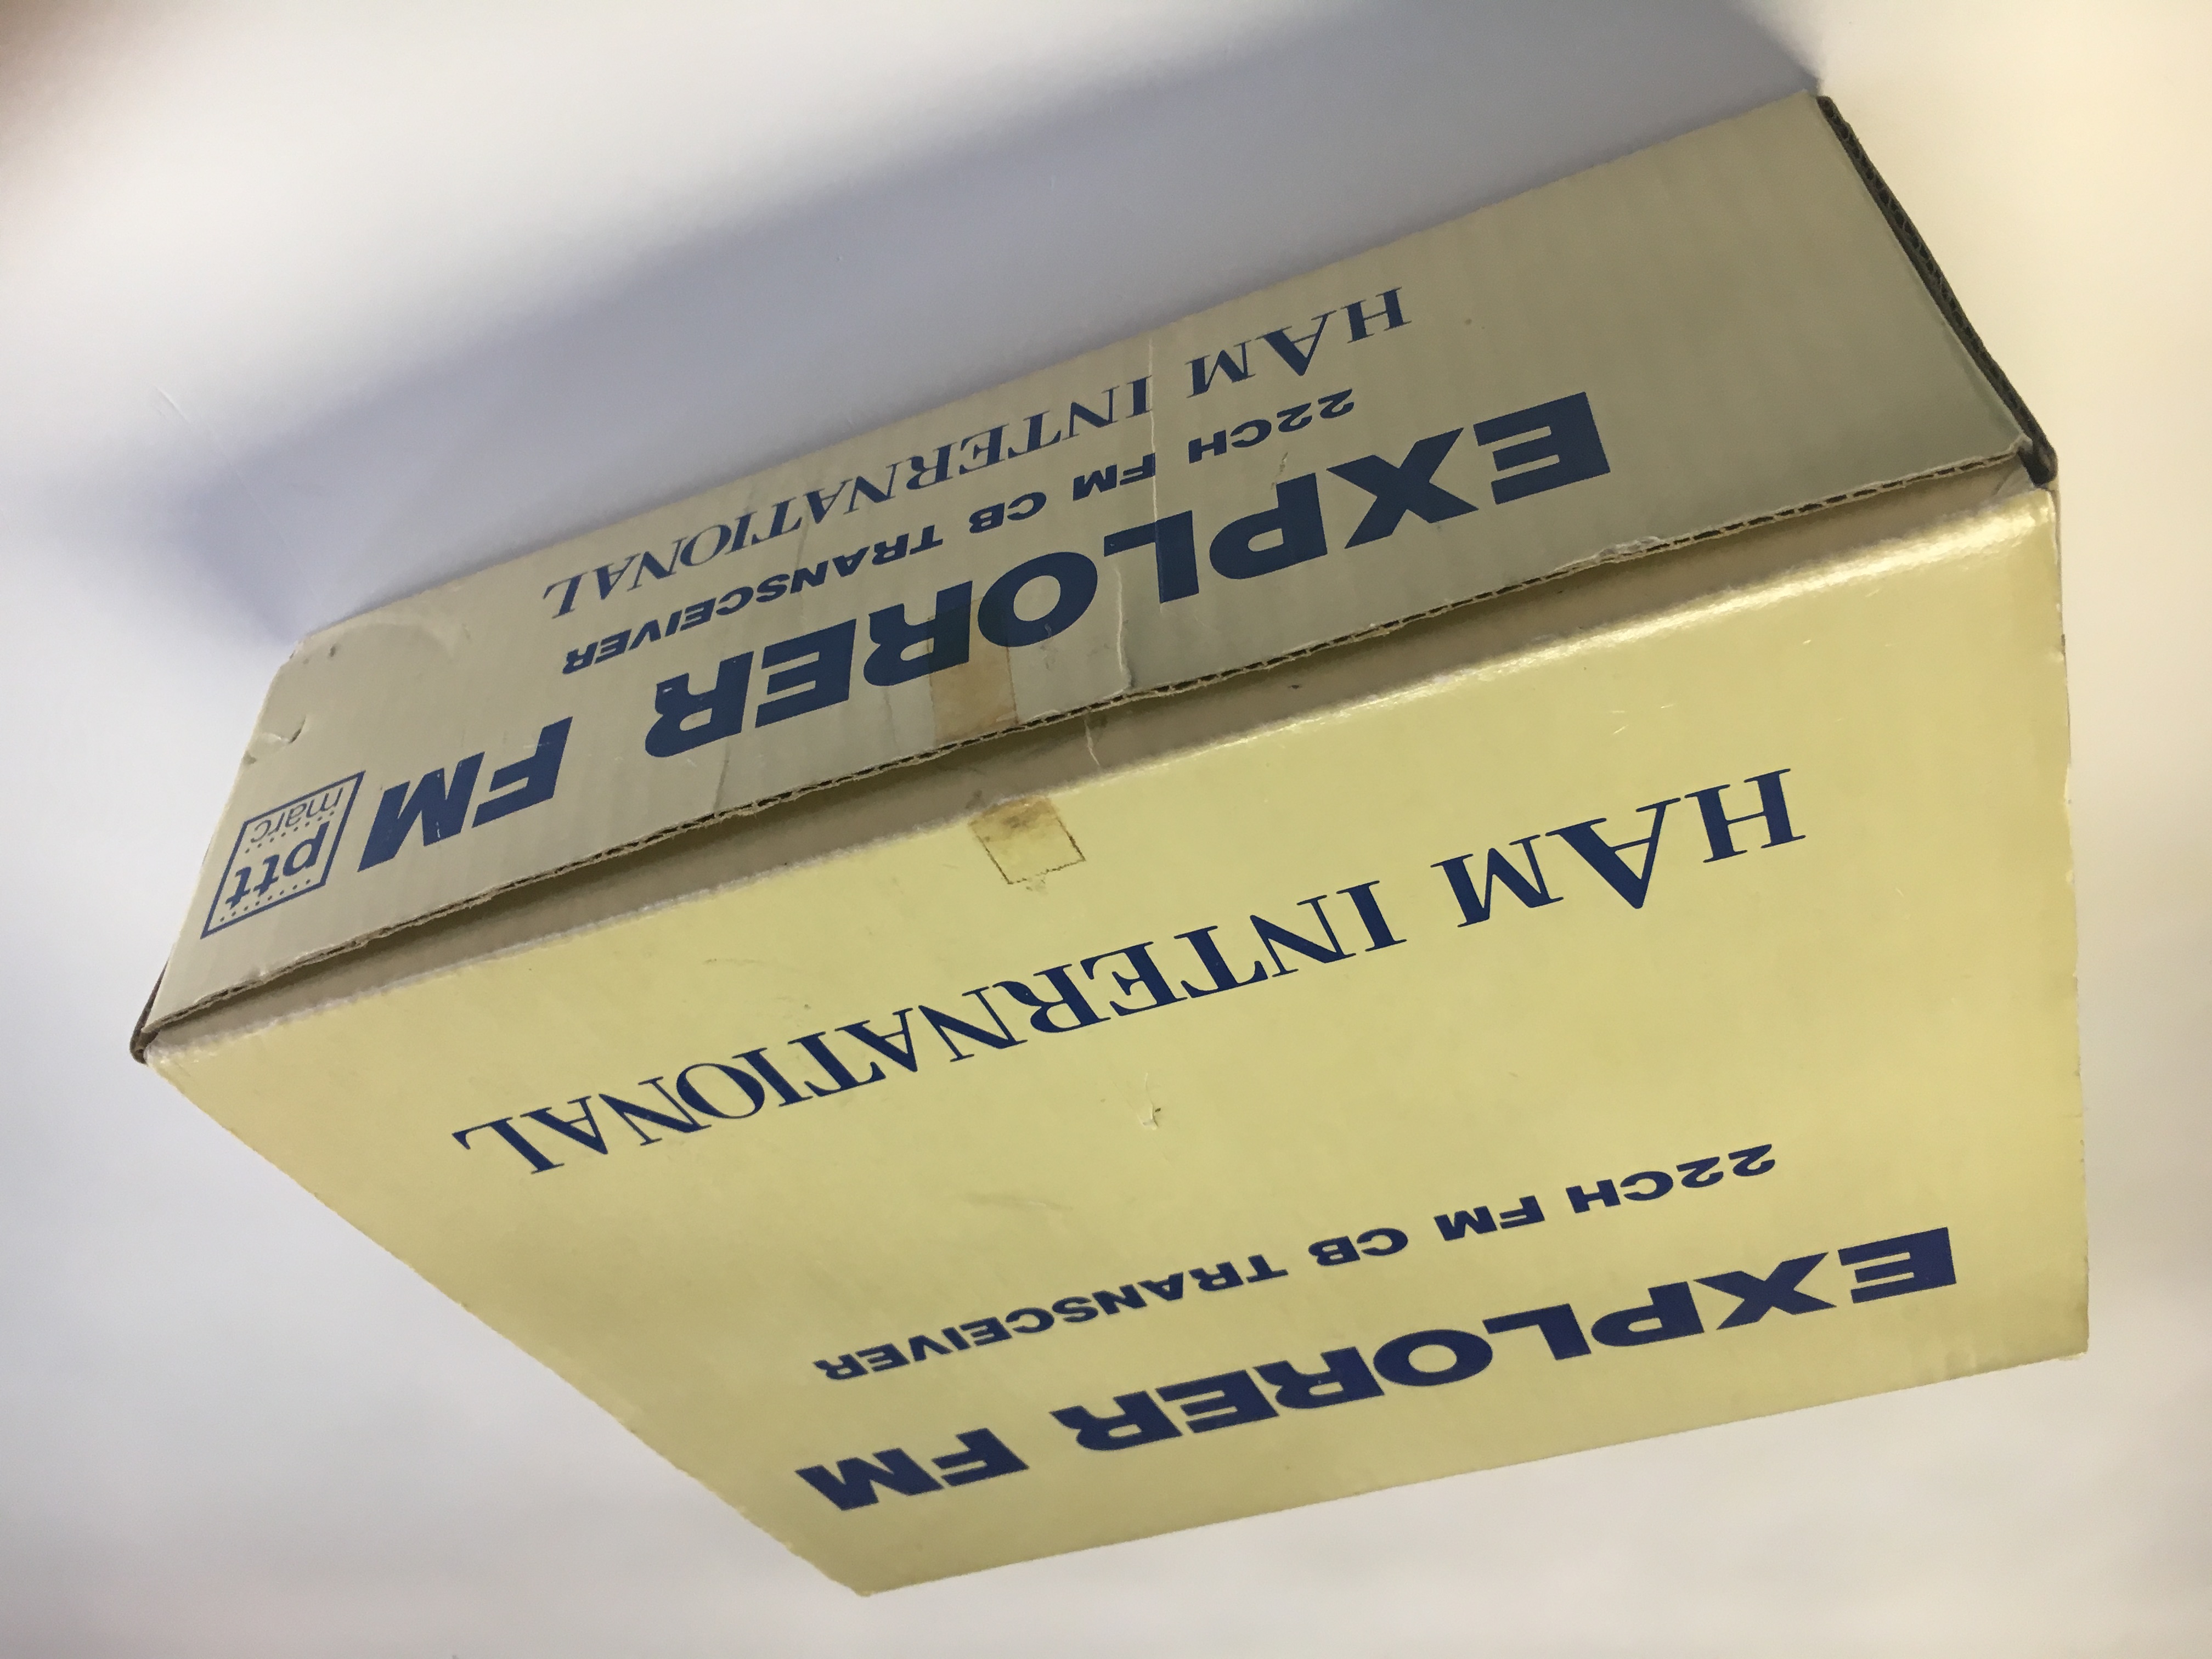 EXPLORER FM
22CH FM CB TRANSCEIVER
HAM INTERNATIONAL
ptt
marc
EXPLORER FM
22CH FM CB TRANSCEIVER
HAM INTERNATIONAL